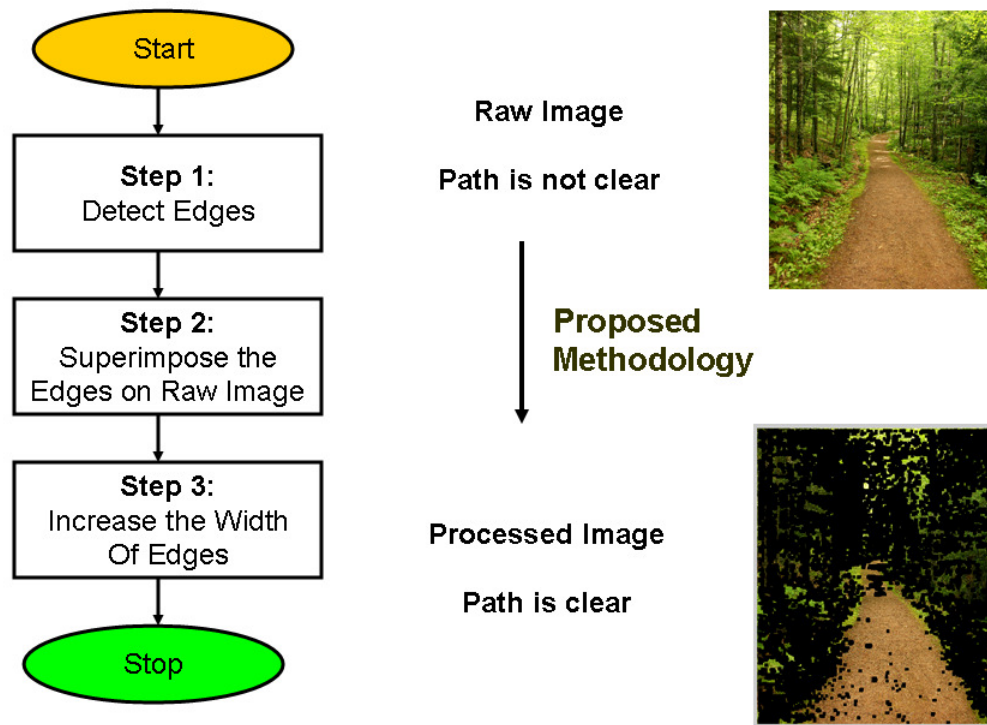 Start
Step 1:
Detect Edges
Step 2:
Superimpose the
Edges on Raw Image
Step 3:
Increase the Width
Of Edges
Stop
Raw Image
Path is not clear
Proposed
Methodology
Processed Image
Path is clear